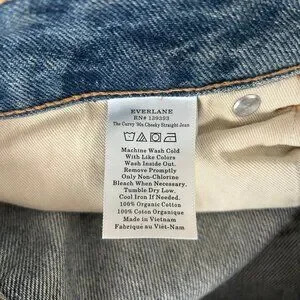 EVERLANE
RN# 139393
The Curvy '90s Cheeky Straight Jean
Machine Wash Cold
With Like Colors
Wash Inside Out.
Remove Promptly
Only Non-Chlorine
Bleach When Necessary.
Tumble Dry Low.
Cool Iron If Needed.
100% Organic Cotton
100% Coton Organique
Made in Vietnam
Fabriqué au Viêt-Nam